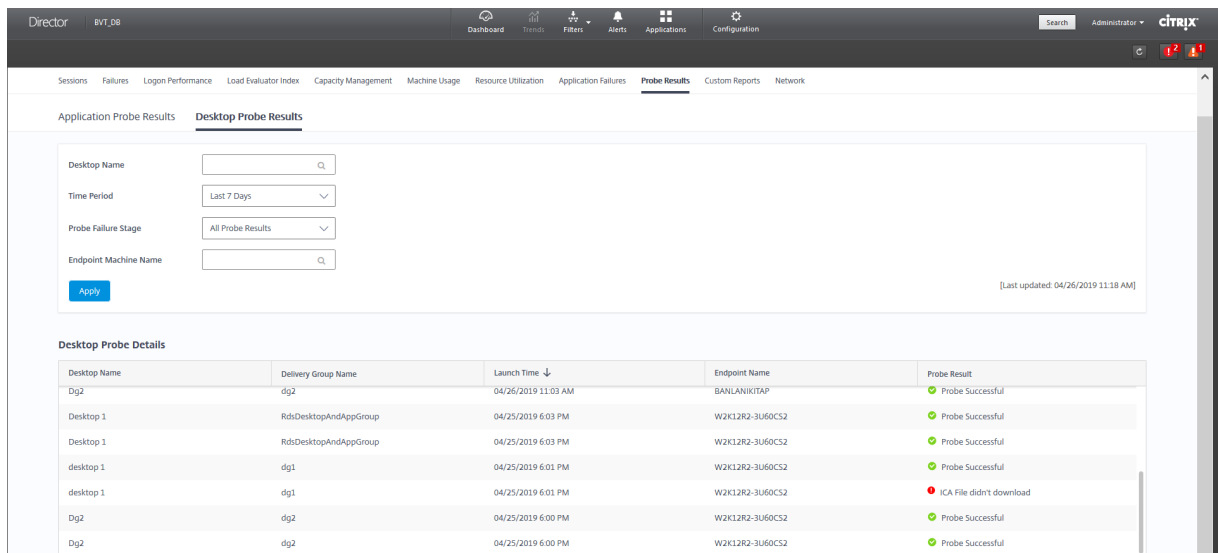 Director BVT_DB Search Administrator CİTRIX
Dashboard Trends Filters Alerts Applications Configuration
2 1
Sessions Failures Logon Performance Load Evaluator Index Capacity Management Machine Usage Resource Utilization Application Failures Probe Results Custom Reports Network
Application Probe Results Desktop Probe Results
Desktop Name
Time Period Last 7 Days
Probe Failure Stage All Probe Results
Endpoint Machine Name
Apply [Last updated: 04/26/2019 11:18 AM]
Desktop Probe Details
Desktop Name Delivery Group Name Launch Time Endpoint Name Probe Result
Dg2 dg2 04/26/2019 11:03 AM BANLANIKITAP Probe Successful
Desktop 1 RdsDesktopAndAppGroup 04/25/2019 6:03 PM W2K12R2-3U60CS2 Probe Successful
Desktop 1 RdsDesktopAndAppGroup 04/25/2019 6:03 PM W2K12R2-3U60CS2 Probe Successful
desktop 1 dg1 04/25/2019 6:01 PM W2K12R2-3U60CS2 Probe Successful
desktop 1 dg1 04/25/2019 6:01 PM W2K12R2-3U60CS2 ICA File didn't download
Dg2 dg2 04/25/2019 6:00 PM W2K12R2-3U60CS2 Probe Successful
Dg2 dg2 04/25/2019 6:00 PM W2K12R2-3U60CS2 Probe Successful